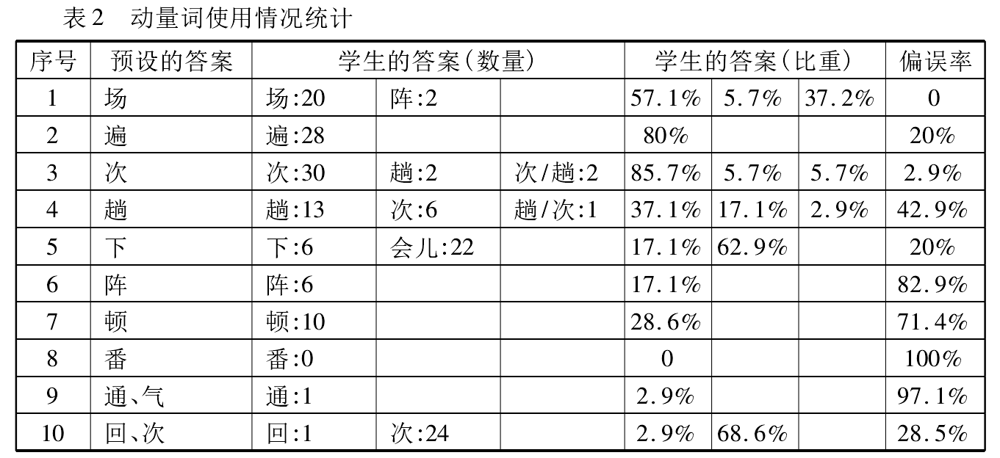 表2 动量词使用情况统计
序号 预设的答案 学生的答案(数量) 学生的答案(比重) 偏误率
1 场 场:20 阵:2 57.1% 5.7% 37.2% 0
2 遍 遍:28 80% 20%
3 次 次:30 趟:2 次/趟:2 85.7% 5.7% 5.7% 2.9%
4 趟 趟:13 次:6 趟/次:1 37.1% 17.1% 2.9% 42.9%
5 下 下:6 会儿:22 17.1% 62.9% 20%
6 阵 阵:6 17.1% 82.9%
7 顿 顿:10 28.6% 71.4%
8 番 番:0 0 100%
9 通、气 通:1 2.9% 97.1%
10 回、次 回:1 次:24 2.9% 68.6% 28.5%